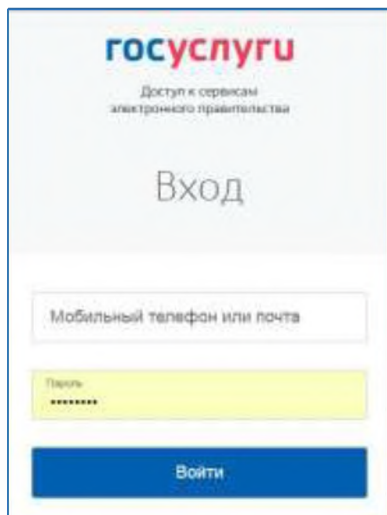 госуслуги
Доступ к сервисам
электронного правительства
Вход
Мобильный телефон или почта
Пароль
••••••••
Войти